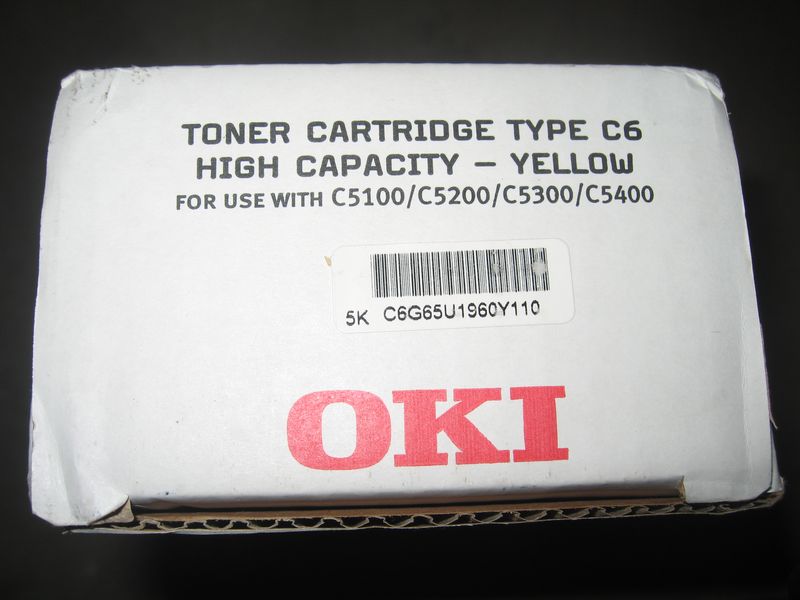 TONER CARTRIDGE TYPE C6
HIGH CAPACITY – YELLOW
FOR USE WITH C5100/C5200/C5300/C5400
5K C6G65U1960Y110
OKI